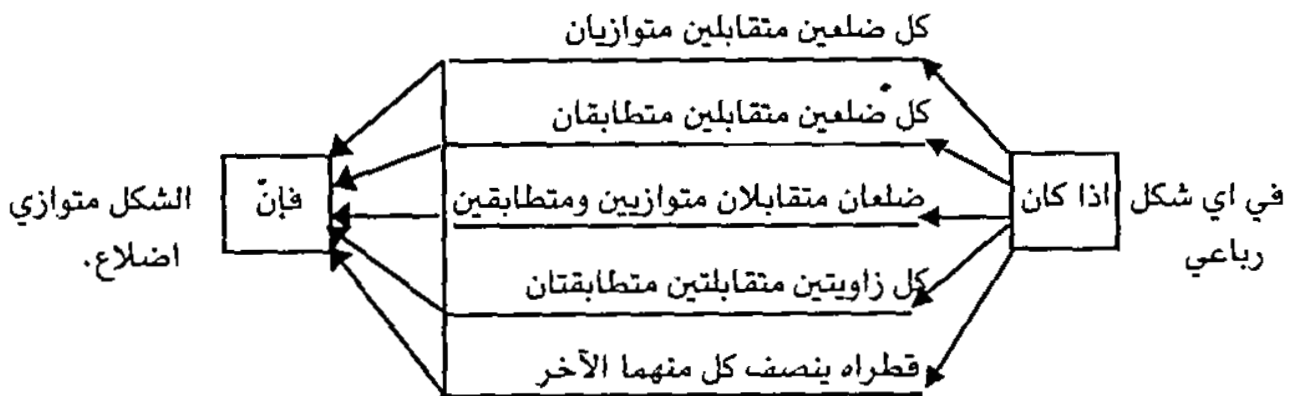 في اي شكل
رباعي
اذا كان
كل ضلعين متقابلين متوازيان
كل ضلعين متقابلين متطابقان
ضلعان متقابلان متوازيين ومتطابقين
كل زاويتين متقابلتين متطابقتان
قطراه ينصف كل منهما الآخر
فإنّ
الشكل متوازي
اضلاع.